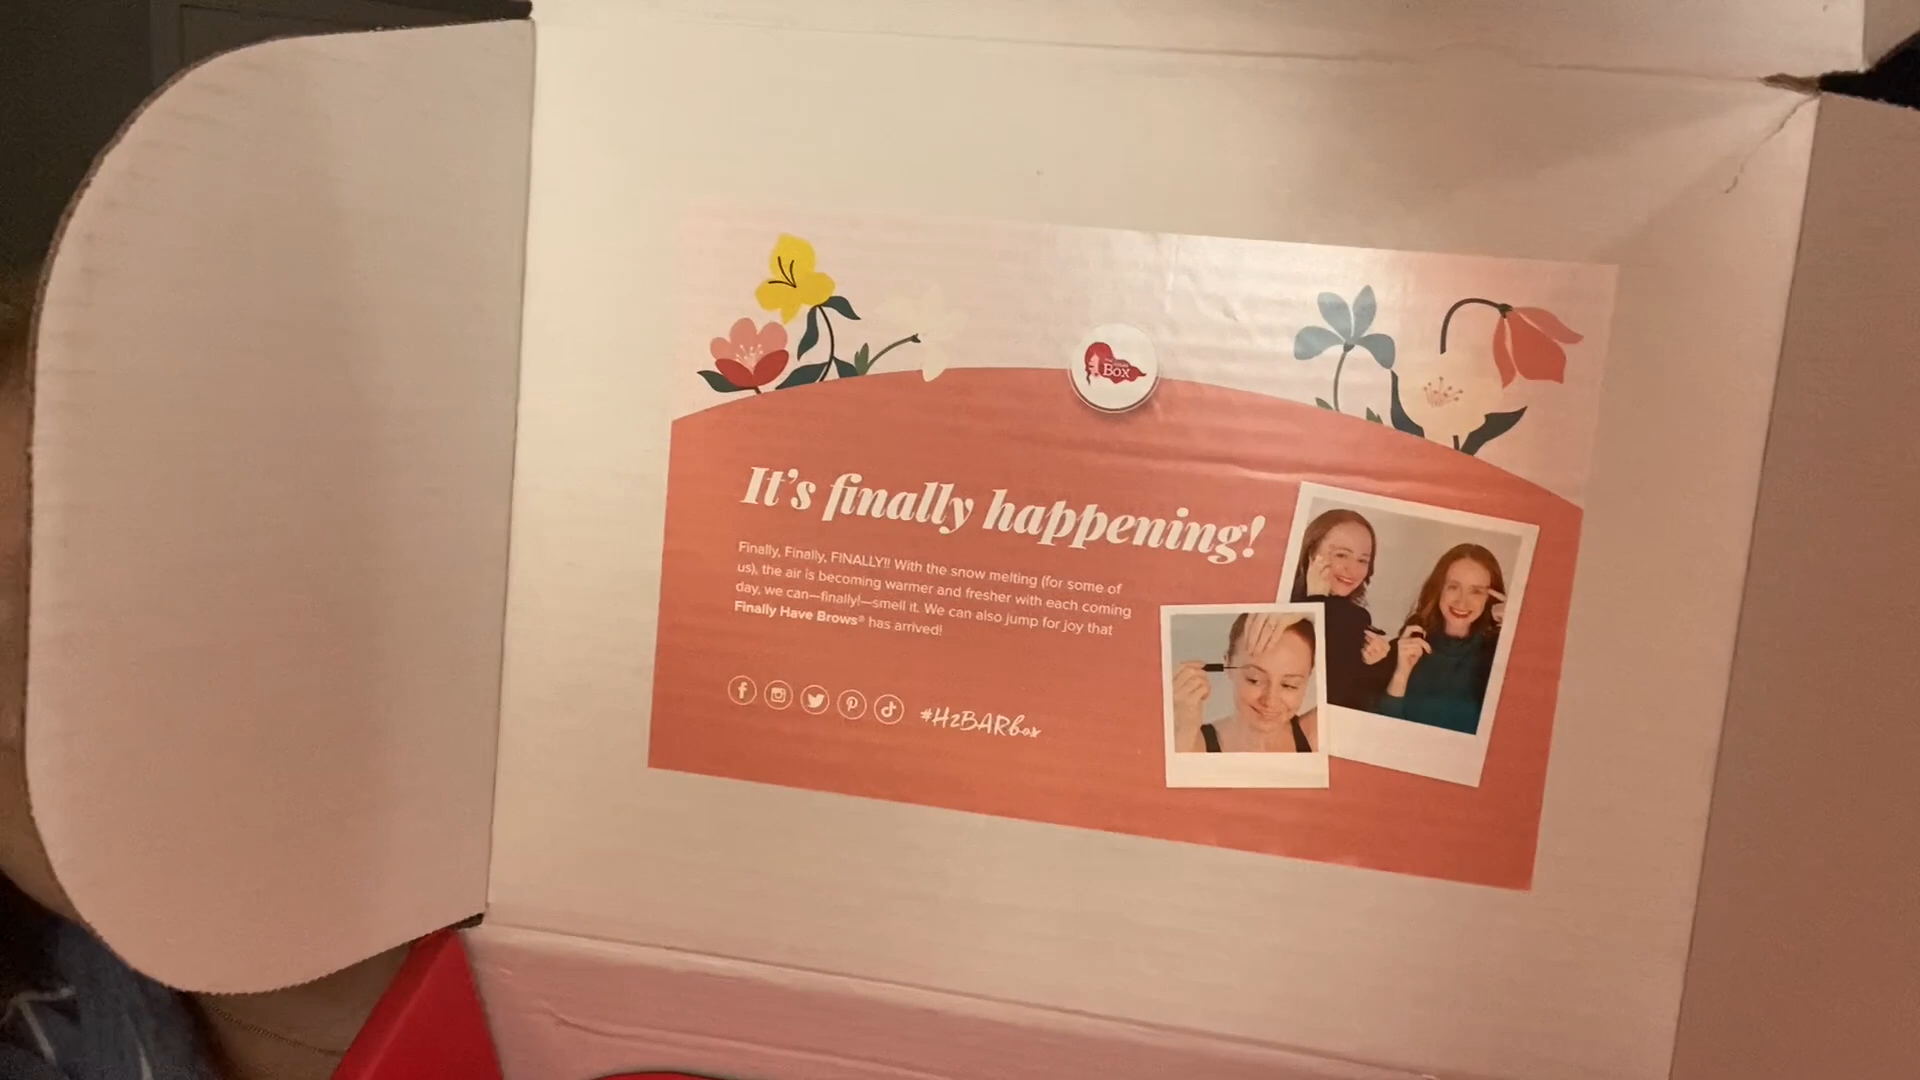 Box
It's finally happening!
Finally, Finally, FINALLY!! With the snow melting (for some of
us), the air is becoming warmer and fresher with each coming
day, we can—finally!—smell it. We can also jump for joy that
Finally Have Brows® has arrived!
#H2BARbox